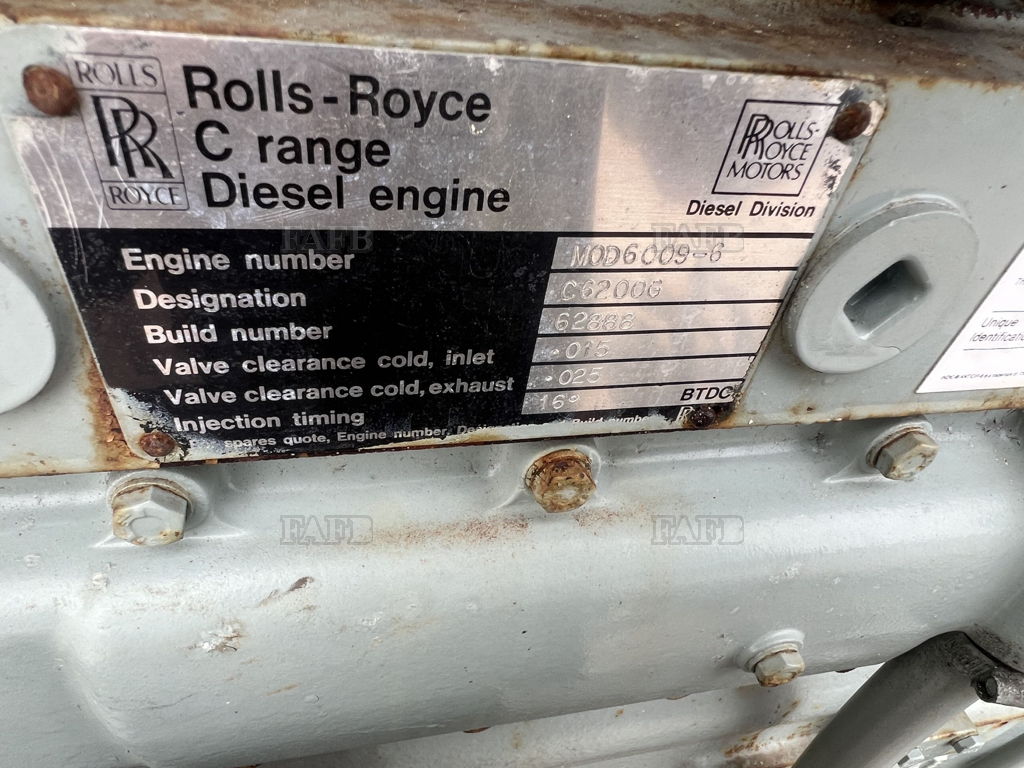 ROLLS
RR
ROYCE
Rolls-Royce
C range
Diesel engine
ROLLS-
ROYCE
MOTORS
Diesel Division
Engine number MOD6009-6
Designation C6200G
Build number 62888
Valve clearance cold, inlet .015
Valve clearance cold, exhaust .025
Injection timing 16° BTDC
spares quote, Engine number,
Unique
Identification
FAFB
FAFB
FAFB
FAFB